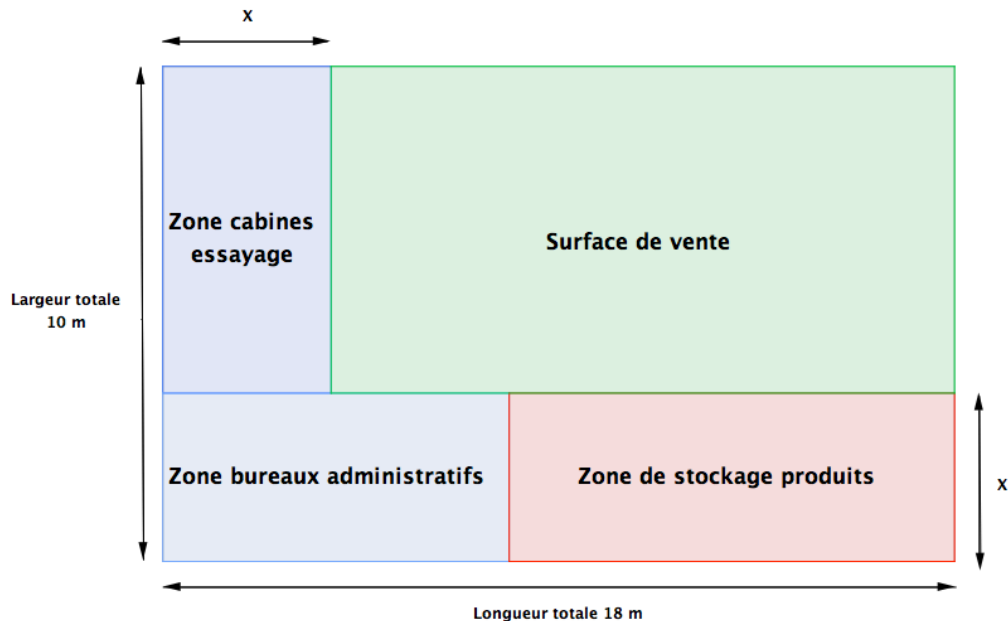 X
Zone cabines
essayage
Surface de vente
Largeur totale
10 m
Zone bureaux administratifs
Zone de stockage produits
X
Longueur totale 18 m